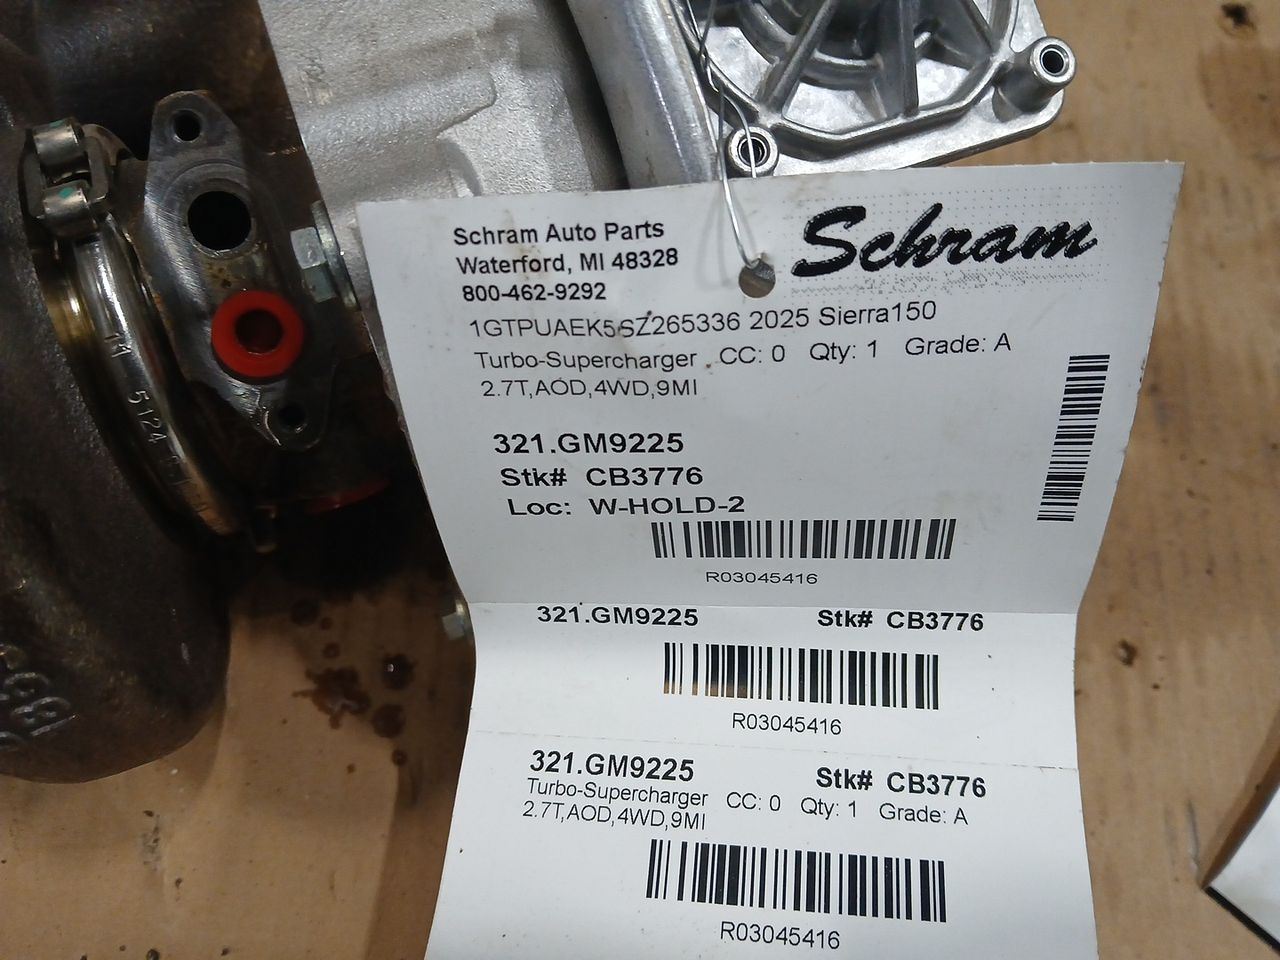 Schram
Schram Auto Parts
Waterford, MI 48328
800-462-9292
1GTPUAEK5SZ265336 2025 Sierra150
Turbo-Supercharger CC: 0 Qty: 1 Grade: A
2.7T,AOD,4WD,9MI
321.GM9225
Stk# CB3776
Loc: W-HOLD-2
R03045416
321.GM9225 Stk# CB3776
R03045416
321.GM9225 Stk# CB3776
Turbo-Supercharger CC: 0 Qty: 1 Grade: A
2.7T,AOD,4WD,9MI
R03045416
5124